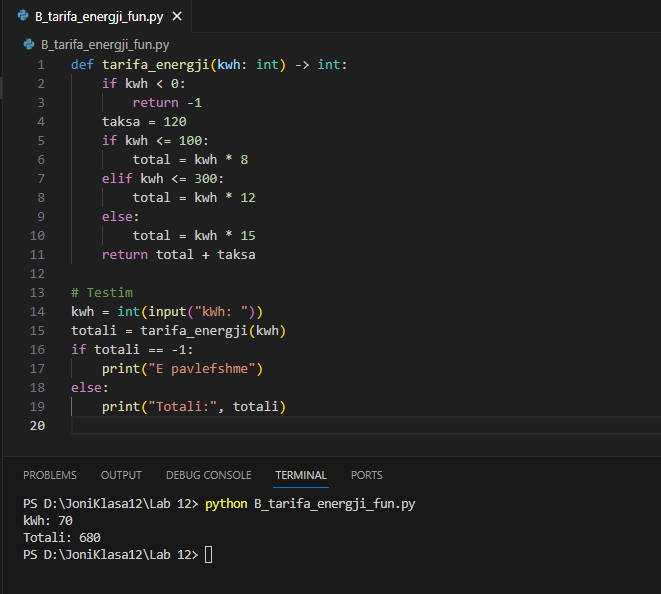 B_tarifa_energji_fun.py
B_tarifa_energji_fun.py
1 def tarifa_energji(kwh: int) -> int:
2     if kwh < 0:
3         return -1
4     taksa = 120
5     if kwh <= 100:
6         total = kwh * 8
7     elif kwh <= 300:
8         total = kwh * 12
9     else:
10         total = kwh * 15
11     return total + taksa
12
13 # Testim
14 kwh = int(input("kWh: "))
15 totali = tarifa_energji(kwh)
16 if totali == -1:
17     print("E pavlefshme")
18 else:
19     print("Totali:", totali)
20
PROBLEMS OUTPUT DEBUG CONSOLE TERMINAL PORTS
PS D:\JoniKlasa12\Lab 12> python B_tarifa_energji_fun.py
kWh: 70
Totali: 680
PS D:\JoniKlasa12\Lab 12>